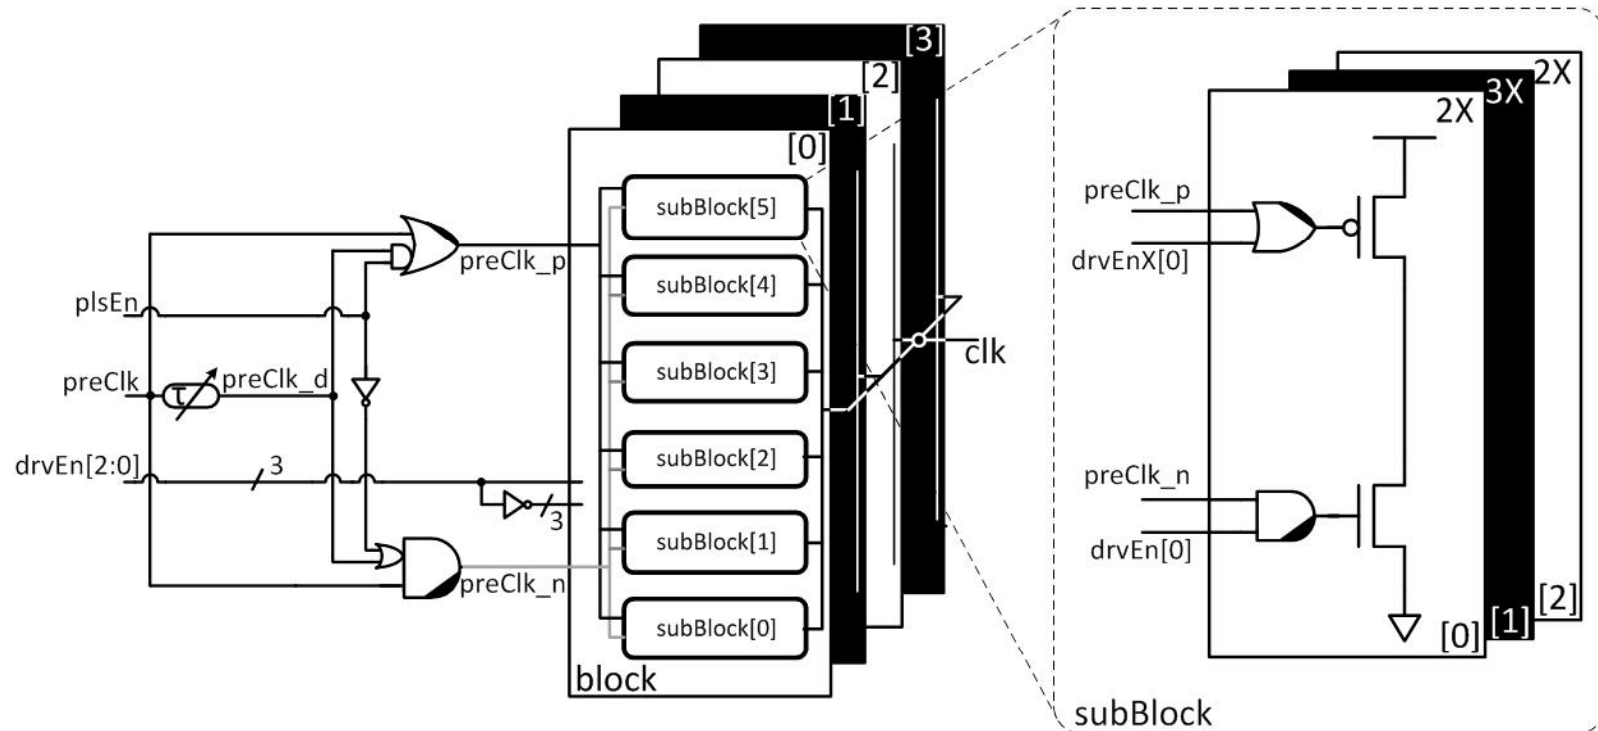 plsEn
preClk
τ
preClk_d
drvEn[2:0]
3
3
preClk_p
preClk_n
[3]
[2]
[1]
[0]
subBlock[5]
subBlock[4]
subBlock[3]
subBlock[2]
subBlock[1]
subBlock[0]
block
clk
2X
3X
2X
preClk_p
drvEnX[0]
preClk_n
drvEn[0]
[2]
[1]
[0]
subBlock